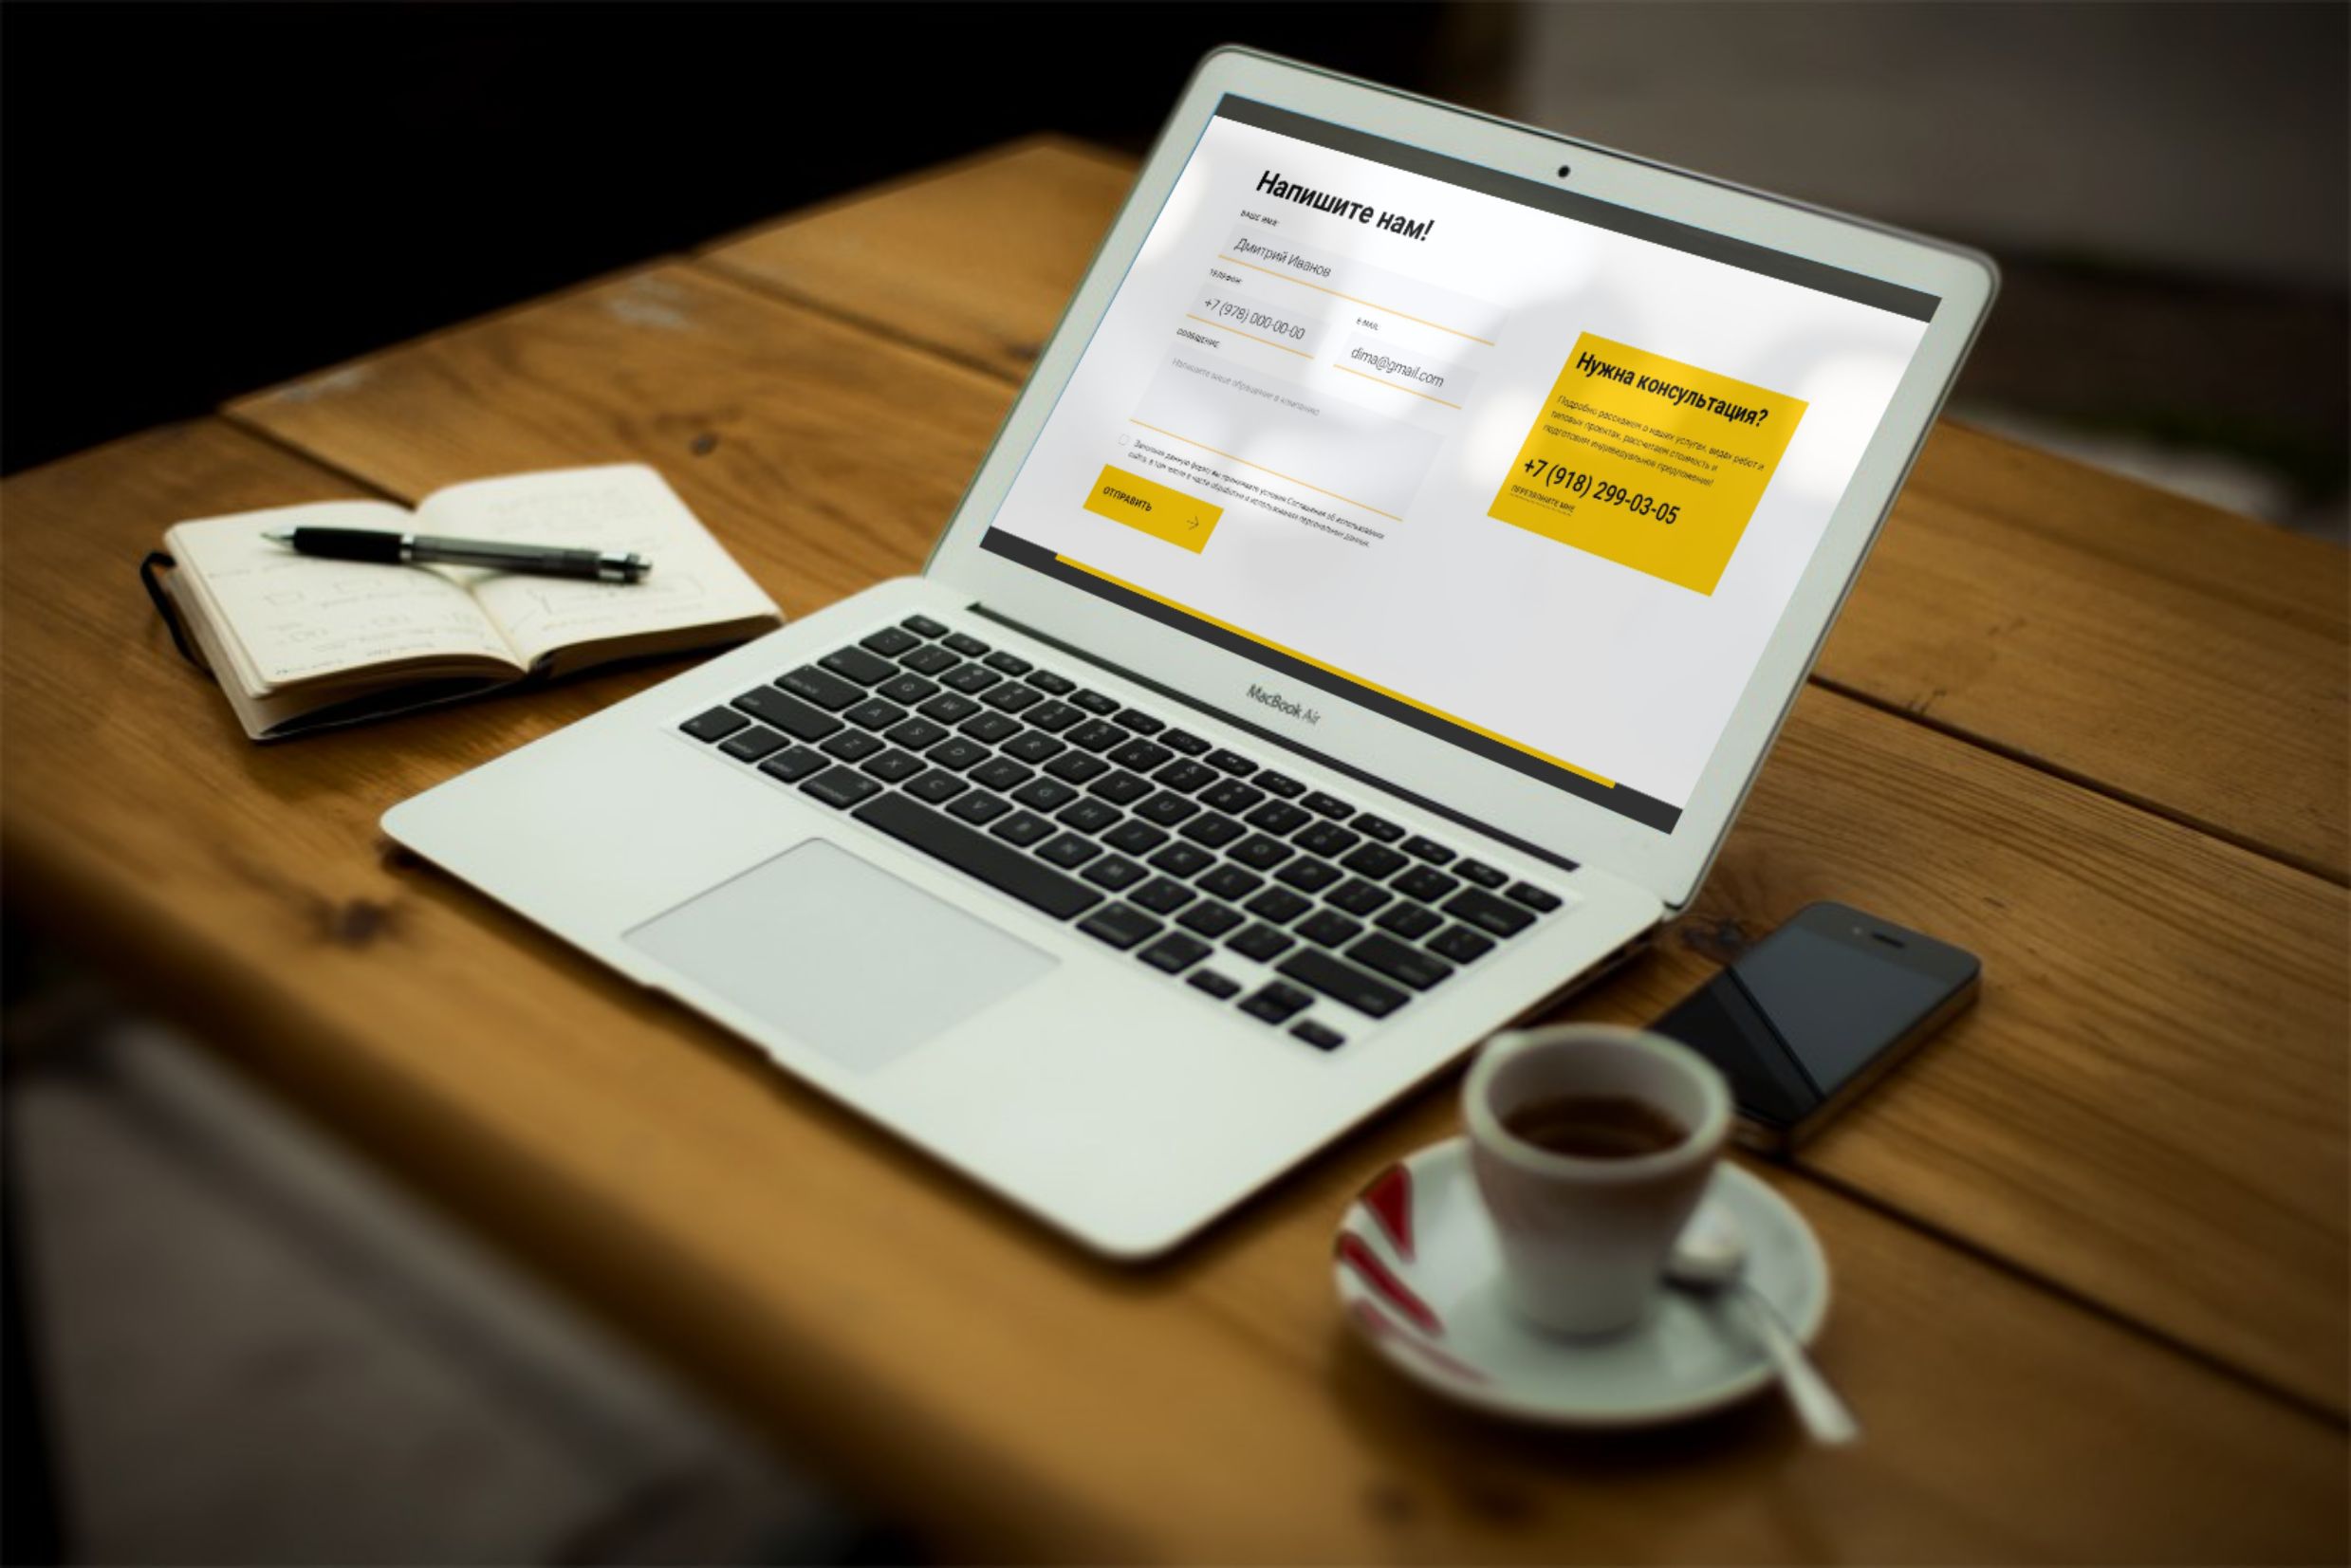 Напишите нам!
ВАШЕ ИМЯ:
Дмитрий Иванов
ТЕЛЕФОН:
+7 (978) 000-00-00
E-MAIL:
dima@gmail.com
СООБЩЕНИЕ:
Напишите ваше обращение в компанию
Заполняя данную форму вы принимаете условия Соглашения об использовании
сайта, в том числе в части обработки и использования персональных данных.
ОТПРАВИТЬ
Нужна консультация?
Подробно расскажем о наших услугах, видах работ и
типовых проектах, рассчитаем стоимость и
подготовим индивидуальное предложение!
+7 (918) 299-03-05
ПЕРЕЗВОНИТЕ МНЕ
MacBook Air